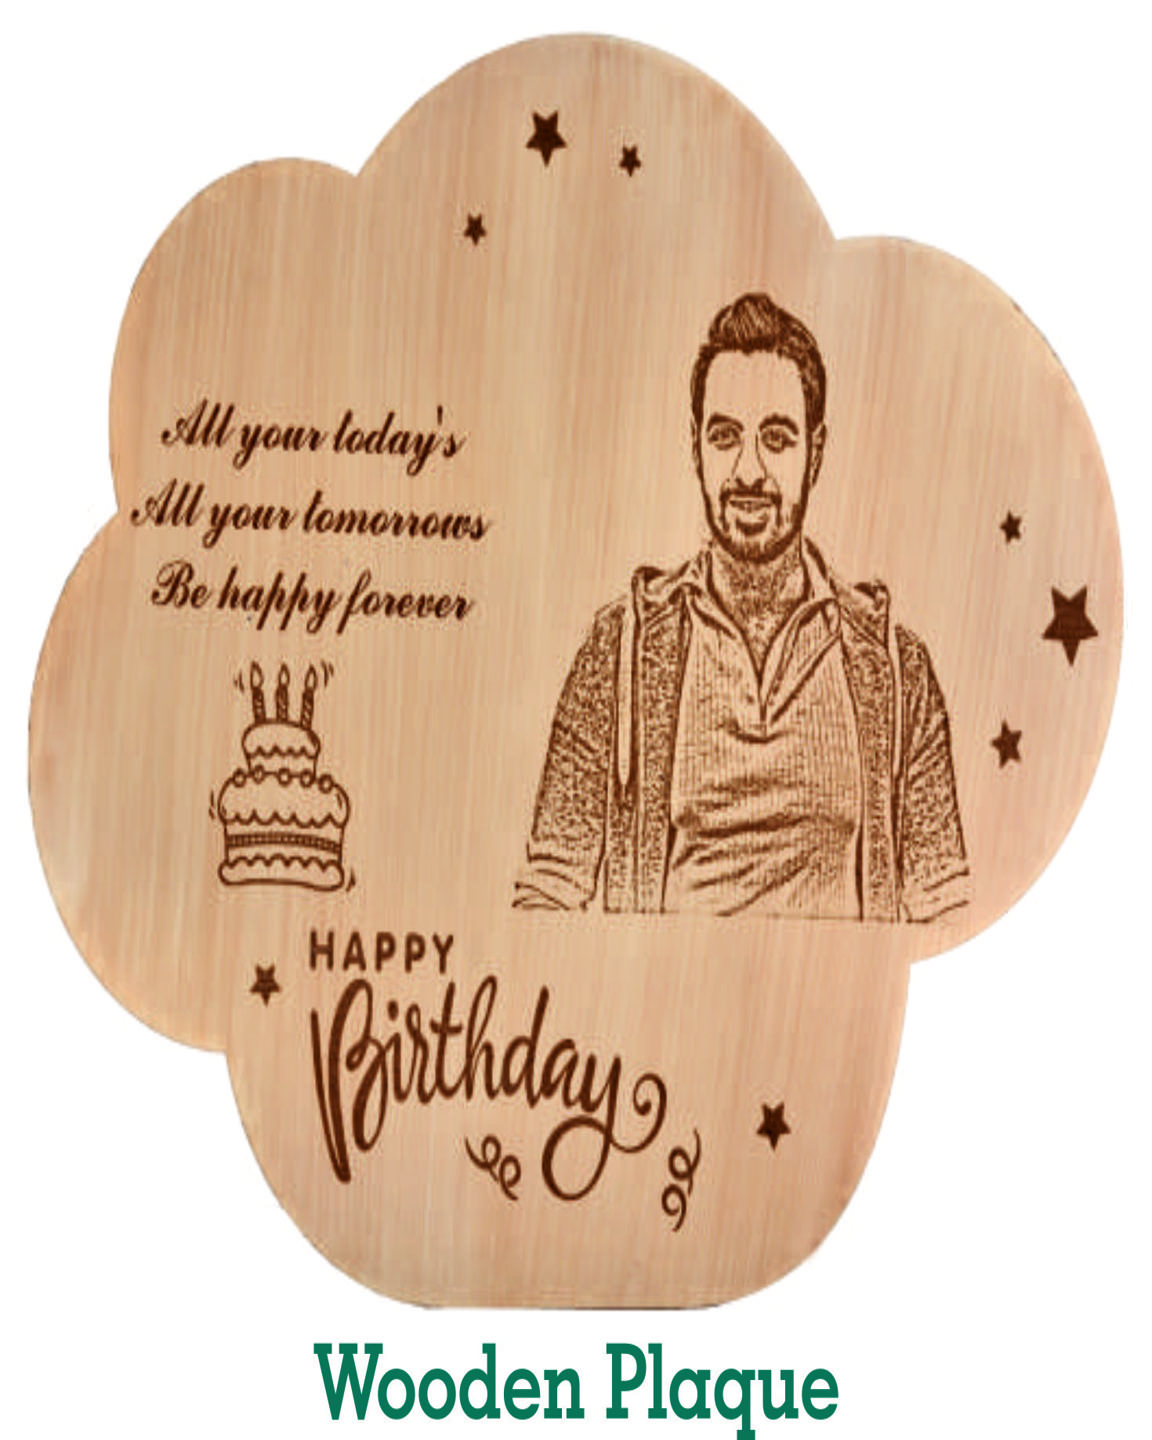 All your today's
All your tomorrows
Be happy forever
HAPPY
Birthday
Wooden Plaque